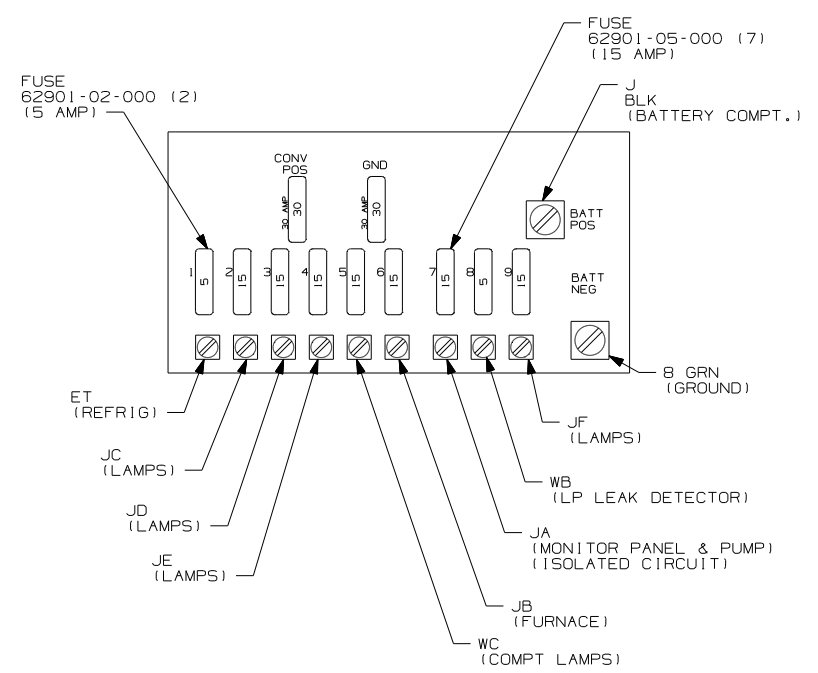 FUSE
62901-05-000 (7)
(15 AMP)
FUSE
62901-02-000 (2)
(5 AMP)
J
BLK
(BATTERY COMPT.)
CONV
POS
GND
30 AMP
30
30 AMP
30
BATT
POS
1
5
2
15
3
15
4
15
5
15
6
15
7
15
8
5
9
15
BATT
NEG
8 GRN
(GROUND)
ET
(REFRIG)
JF
(LAMPS)
JC
(LAMPS)
WB
(LP LEAK DETECTOR)
JD
(LAMPS)
JA
(MONITOR PANEL & PUMP)
(ISOLATED CIRCUIT)
JE
(LAMPS)
JB
(FURNACE)
WC
(COMPT LAMPS)